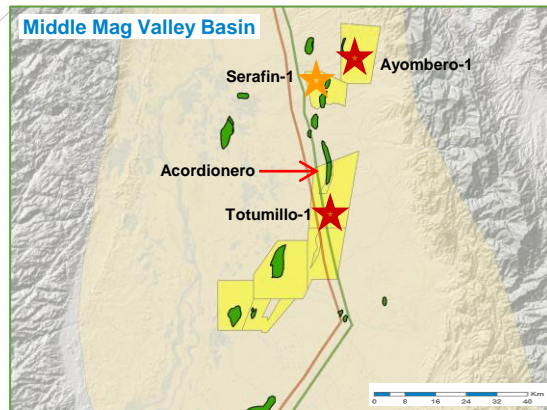 Middle Mag Valley Basin
Ayombero-1
Serafin-1
Acordionero
Totumillo-1
Km
0 8 16 24 32 40